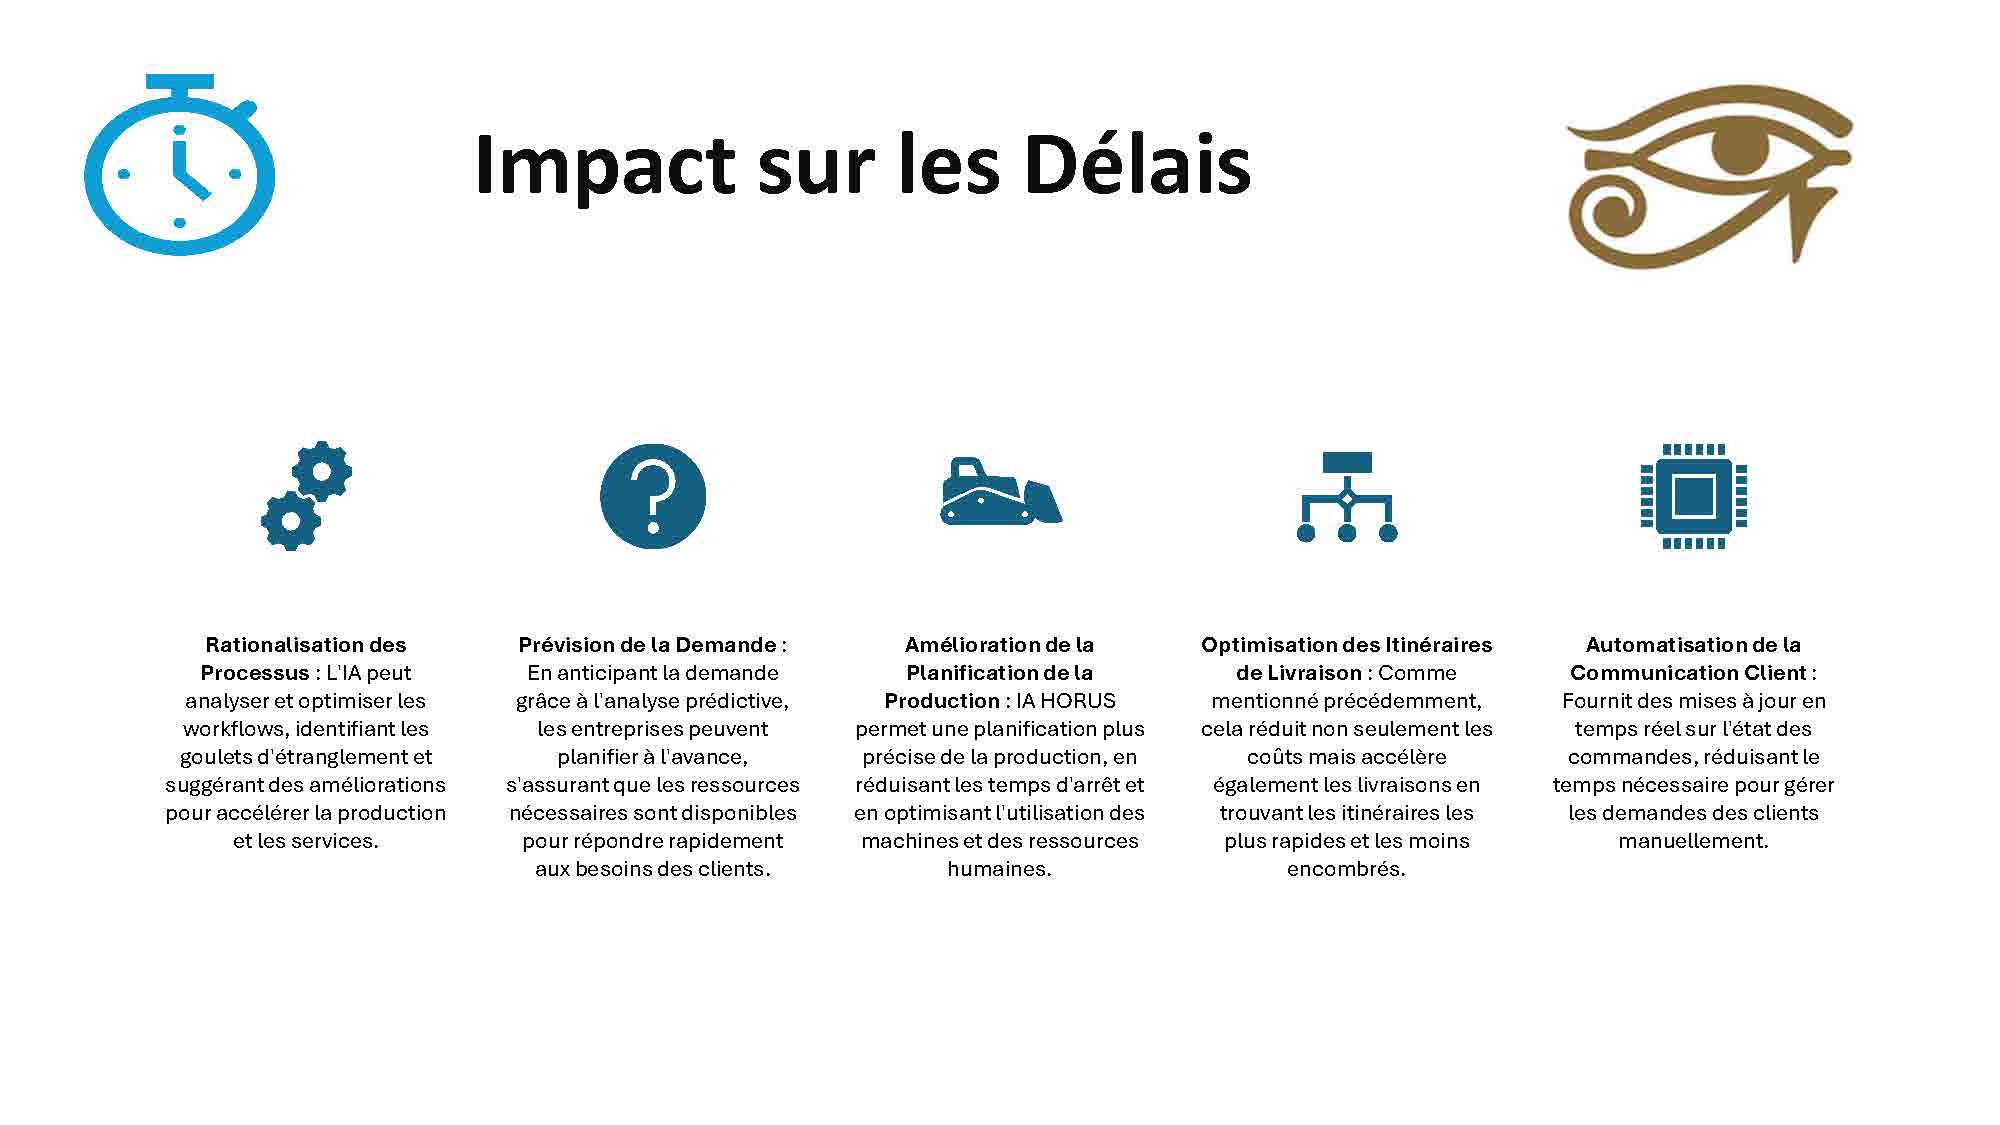 Impact sur les Délais
Rationalisation des
Processus : L'IA peut
analyser et optimiser les
workflows, identifiant les
goulets d'étranglement et
suggérant des améliorations
pour accélérer la production
et les services.
Prévision de la Demande :
En anticipant la demande
grâce à l'analyse prédictive,
les entreprises peuvent
planifier à l'avance,
s'assurant que les ressources
nécessaires sont disponibles
pour répondre rapidement
aux besoins des clients.
Amélioration de la
Planification de la
Production : IA HORUS
permet une planification plus
précise de la production, en
réduisant les temps d'arrêt et
en optimisant l'utilisation des
machines et des ressources
humaines.
Optimisation des Itinéraires
de Livraison : Comme
mentionné précédemment,
cela réduit non seulement les
coûts mais accélère
également les livraisons en
trouvant les itinéraires les
plus rapides et les moins
encombrés.
Automatisation de la
Communication Client :
Fournit des mises à jour en
temps réel sur l'état des
commandes, réduisant le
temps nécessaire pour gérer
les demandes des clients
manuellement.